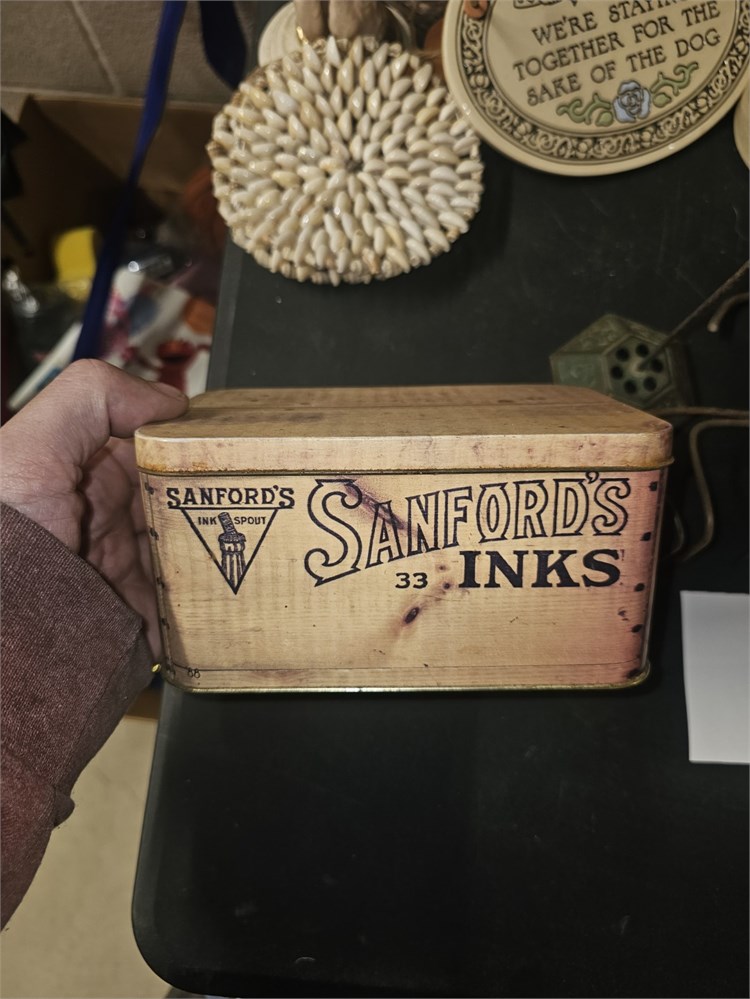 WE'RE STAYING
TOGETHER FOR THE
SAKE OF THE DOG
SANFORD'S
INK SPOUT
SANFORD'S
33 INKS